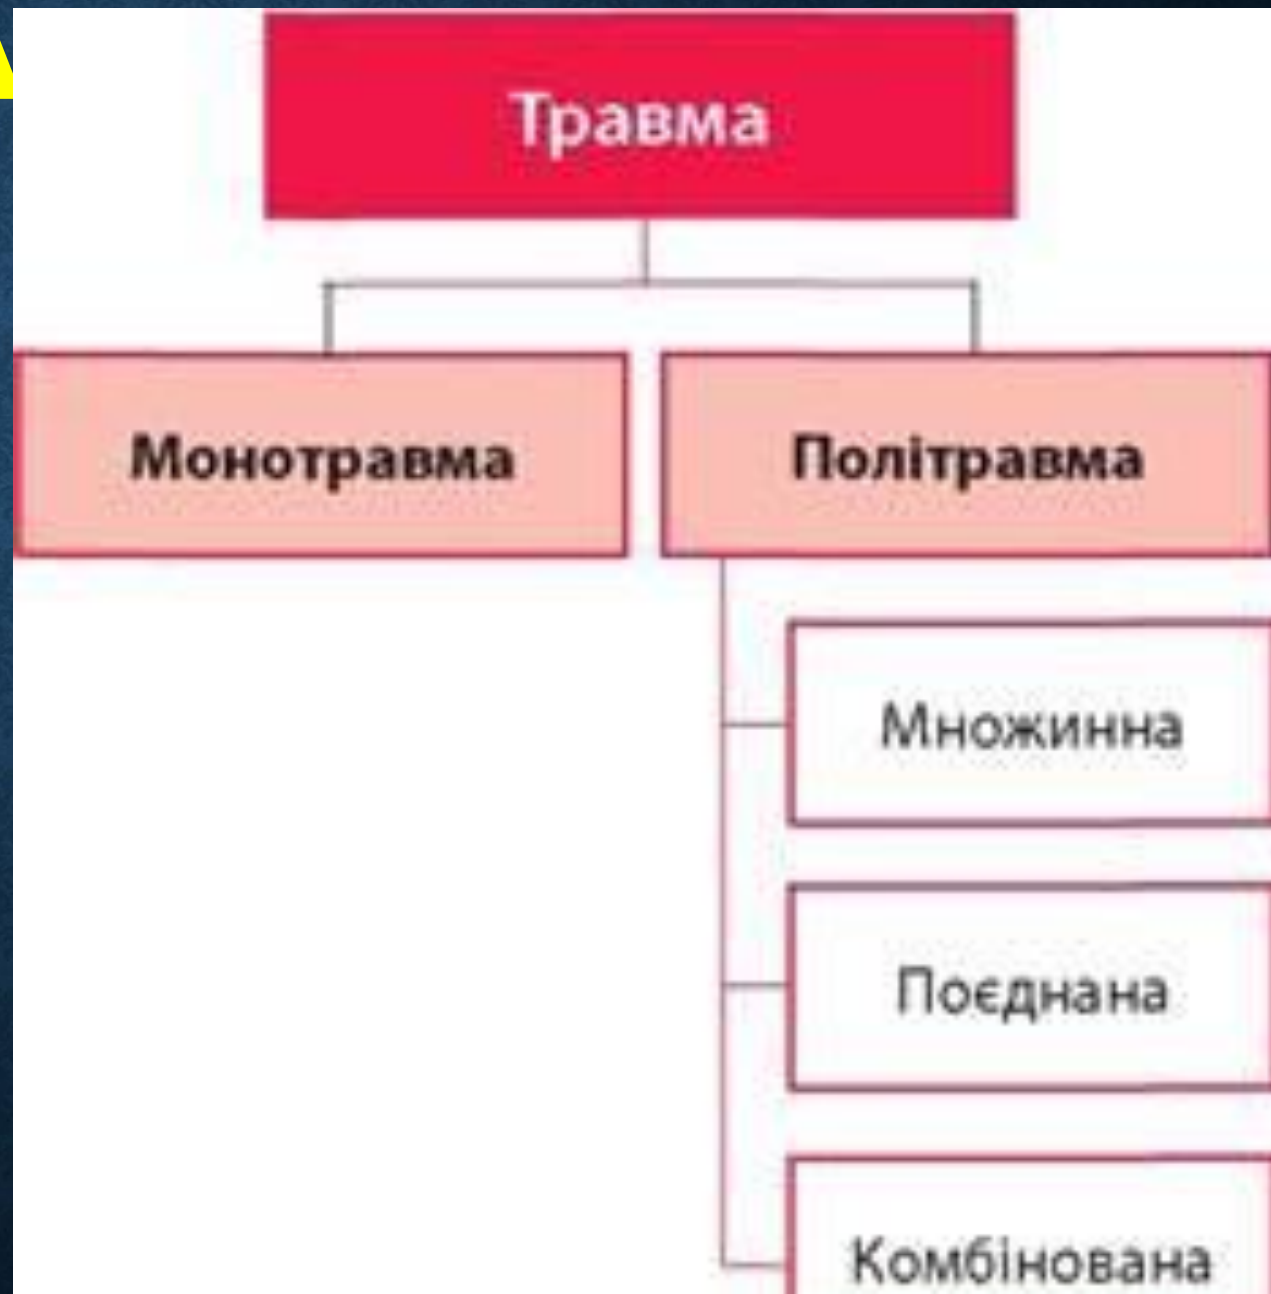 Травма
Монотравма
Політравма
Множинна
Поєднана
Комбінована